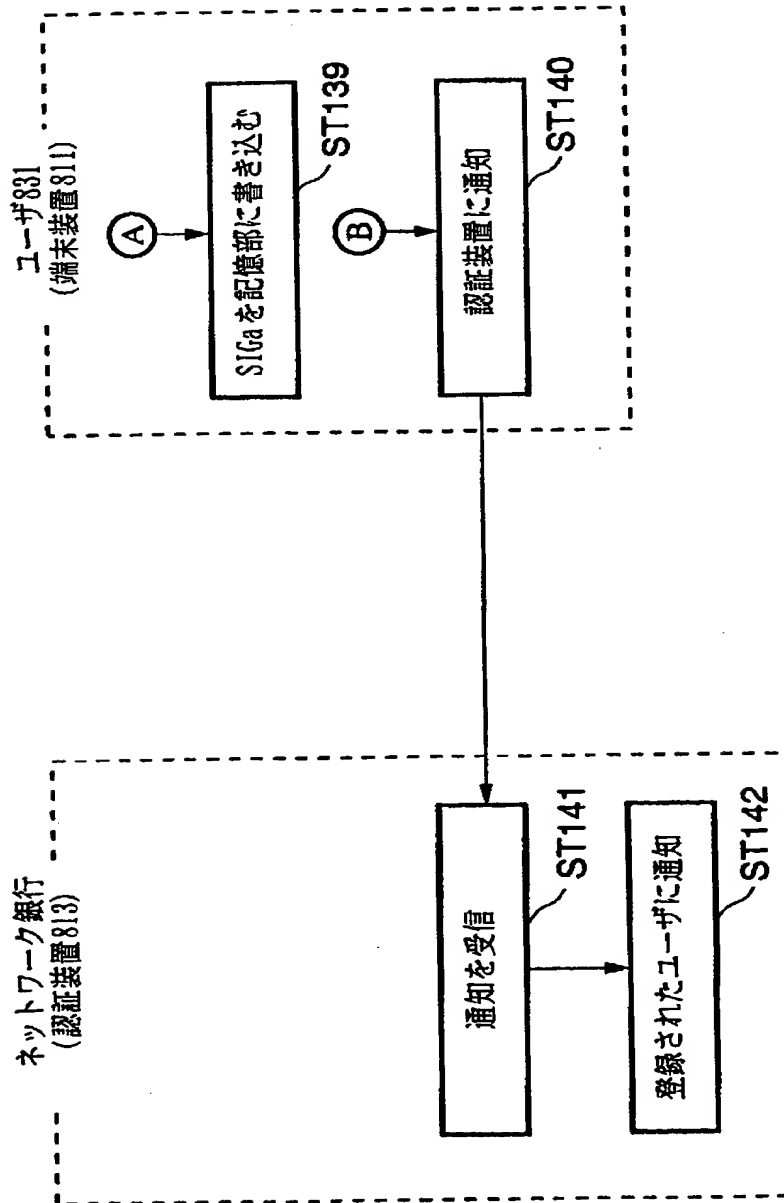 ネットワーク銀行
(認証装置813)
ユーザ831
(端末装置811)
A
SIGaを記憶部に書き込む
ST139
B
認証装置に通知
ST140
通知を受信
ST141
登録されたユーザに通知
ST142